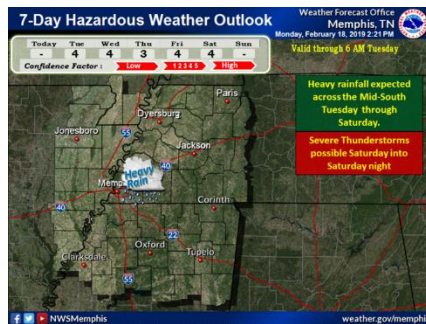 7-Day Hazardous Weather Outlook
Weather Forecast Office
Memphis, TN
Monday, February 18, 2019 2:21 PM
Valid through 6 AM Tuesday
Today Tue Wed Thu Fri Sat Sun
- 4 4 3 4 4 -
Confidence Factor : Low 1 2 3 4 5 High
Heavy rainfall expected
across the Mid-South
Tuesday through
Saturday.
Severe Thunderstorms
possible Saturday into
Saturday night
Paris
Dyersburg
Jonesboro
55
Jackson
40
Heavy
Rain
Memp
40
Corinth
22
Oxford
Tupelo
Clarksdale
55
NWSMemphis
weather.gov/memphi